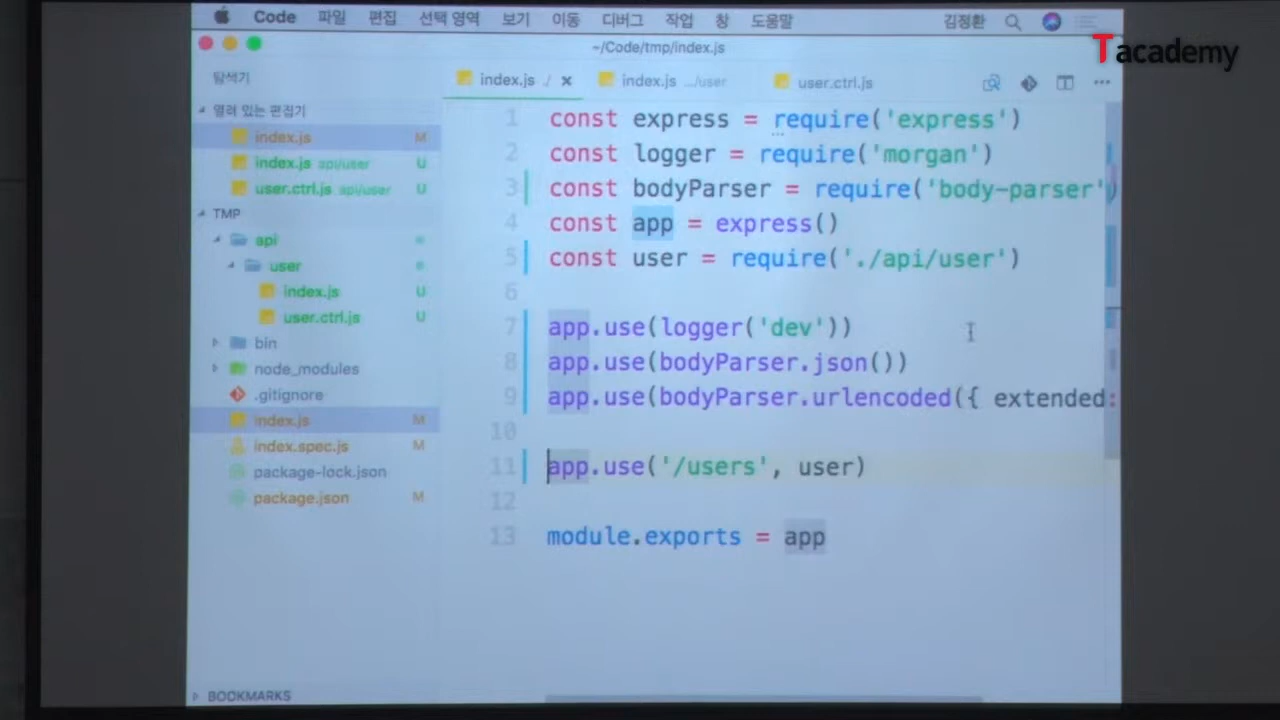 Code 파일 편집 선택 영역 보기 이동 디버그 작업 창 도움말 김정환
~/Code/tmp/index.js
Tacademy
탐색기
index.js ./ ×
index.js .../user
user.ctrl.js
열려 있는 편집기
index.js M
index.js api/user U
user.ctrl.js api/user U
TMP
api
user
index.js U
user.ctrl.js U
bin
node_modules
.gitignore
index.js M
index.spec.js M
package-lock.json
package.json M
BOOKMARKS
1 const express = require('express')
2 const logger = require('morgan')
3 const bodyParser = require('body-parser')
4 const app = express()
5 const user = require('./api/user')
6
7 app.use(logger('dev'))
8 app.use(bodyParser.json())
9 app.use(bodyParser.urlencoded({ extended:
10
11 app.use('/users', user)
12
13 module.exports = app